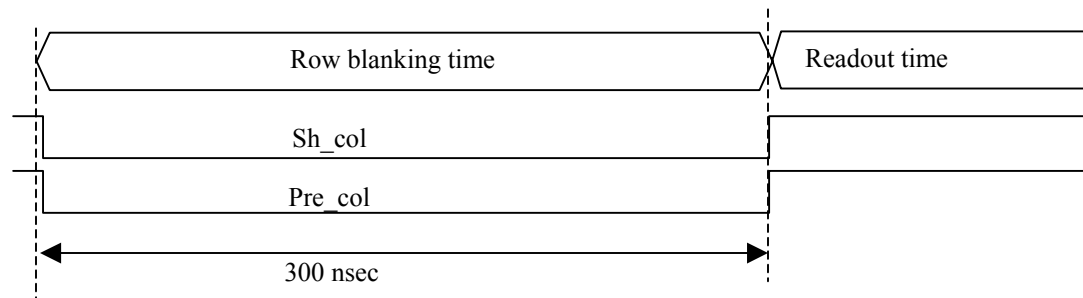 Row blanking time
Readout time
Sh_col
Pre_col
300 nsec